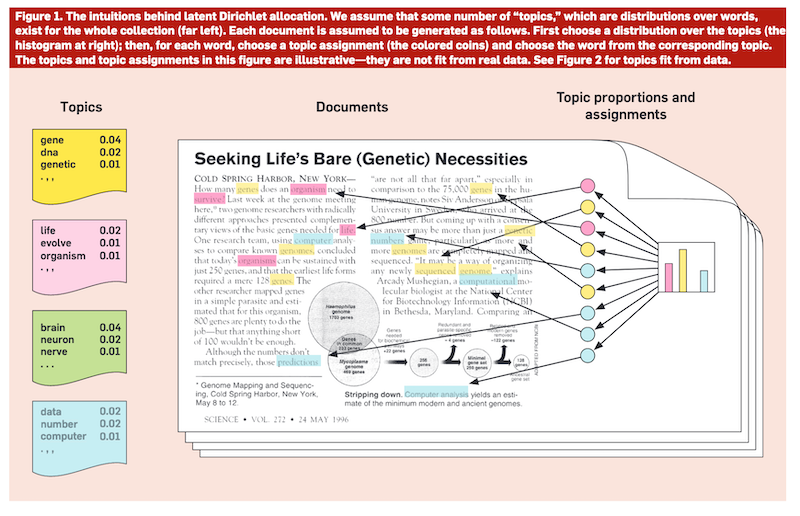 Figure 1. The intuitions behind latent Dirichlet allocation. We assume that some number of “topics,” which are distributions over words,
exist for the whole collection (far left). Each document is assumed to be generated as follows. First choose a distribution over the topics (the
histogram at right); then, for each word, choose a topic assignment (the colored coins) and choose the word from the corresponding topic.
The topics and topic assignments in this figure are illustrative—they are not fit from real data. See Figure 2 for topics fit from data.
Topics
gene 0.04
dna 0.02
genetic 0.01
. , ,
life 0.02
evolve 0.01
organism 0.01
. , ,
brain 0.04
neuron 0.02
nerve 0.01
. . .
data 0.02
number 0.02
computer 0.01
. , ,
Documents
Seeking Life’s Bare (Genetic) Necessities
COLD SPRING HARBOR, NEW YORK—
How many genes does an organism need to
survive? Last week at the genome meeting
here,* two genome researchers with radically
different approaches presented complemen-
tary views of the basic genes needed for life.
One research team, using computer analy-
ses to compare known genomes, concluded
that today’s organisms can be sustained with
just 250 genes, and that the earliest life forms
required a mere 128 genes. The
other researcher mapped genes
in a simple parasite and esti-
mated that for this organism,
800 genes are plenty to do the
job—but that anything short
of 100 wouldn’t be enough.
Although the numbers don’t
match precisely, those predictions
* Genome Mapping and Sequenc-
ing, Cold Spring Harbor, New York,
May 8 to 12.
“are not all that far apart,” especially in
comparison to the 75,000 genes in the hu-
man genome, notes Siv Andersson
University in Sweden, who arrived at the
800 number. But coming up with a
answer may be more than just a genetic
numbers game, particularly as more and
more genomes are completely mapped and
sequenced. “It may be a way of organizing
any newly sequenced genome,” explains
Arcady Mushegian, a computational mo-
lecular biologist at the National Center
for Biotechnology Information (NCBI)
in Bethesda, Maryland. Comparing an
Haemophilus
genome
1703 genes
Genes
in common
233 genes
Mycoplasma
genome
469 genes
Genes
needed
for biochemical
+22 genes
256
genes
Redundant and
parasite-specific
genes removed
– 4 genes
Minimal
gene set
250 genes
genes
removed
–122 genes
128
genes
Ancestral
gene set
ADAPTED FROM NCBI
Stripping down. Computer analysis yields an esti-
mate of the minimum modern and ancient genomes.
SCIENCE • VOL. 272 • 24 MAY 1996
Topic proportions and
assignments